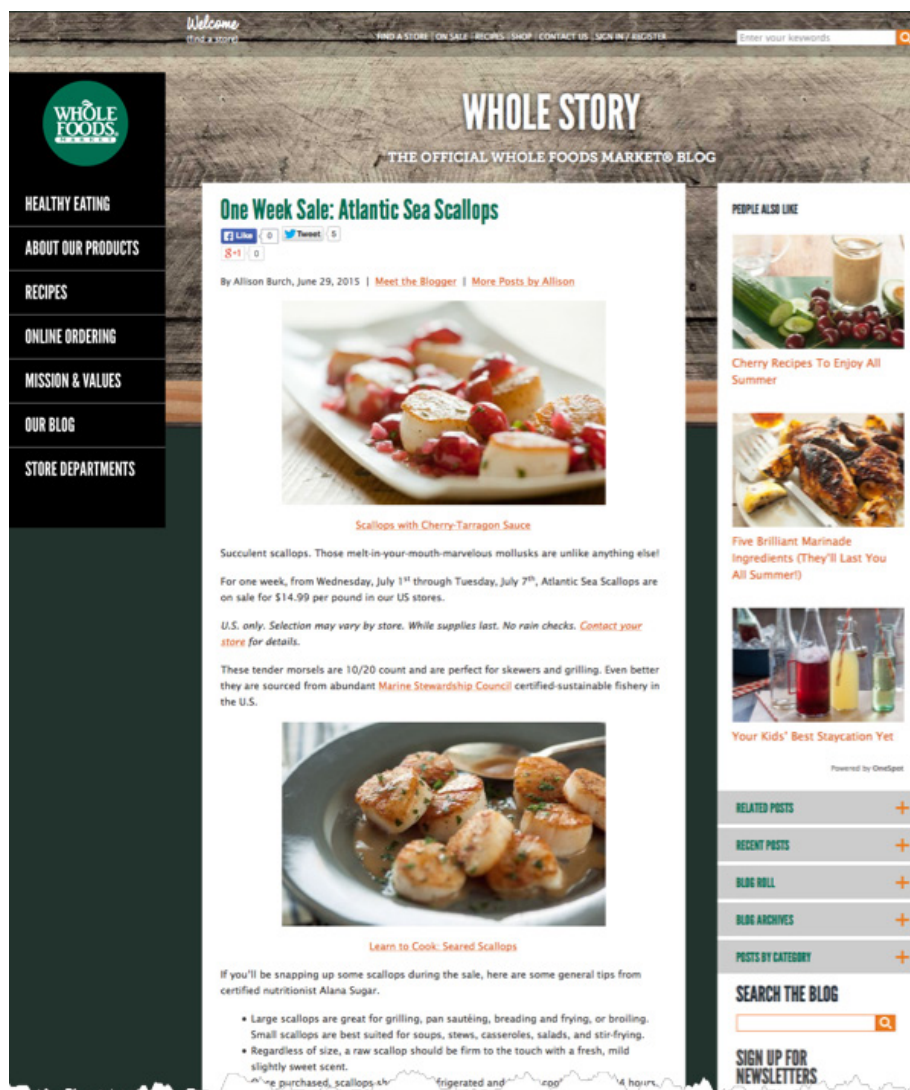 Welcome
(find a store)
FIND A STORE | ON SALE | RECIPES | SHOP | CONTACT US | SIGN IN / REGISTER
Enter your keywords
WHOLE
FOODS
MARKET
WHOLE STORY
THE OFFICIAL WHOLE FOODS MARKET® BLOG
HEALTHY EATING
ABOUT OUR PRODUCTS
RECIPES
ONLINE ORDERING
MISSION & VALUES
OUR BLOG
STORE DEPARTMENTS
One Week Sale: Atlantic Sea Scallops
Like 0 Tweet 5
g+1 0
By Allison Burch, June 29, 2015 | Meet the Blogger | More Posts by Allison
Scallops with Cherry-Tarragon Sauce
Succulent scallops. Those melt-in-your-mouth-marvelous mollusks are unlike anything else!
For one week, from Wednesday, July 1st through Tuesday, July 7th, Atlantic Sea Scallops are
on sale for $14.99 per pound in our US stores.
U.S. only. Selection may vary by store. While supplies last. No rain checks. Contact your
store for details.
These tender morsels are 10/20 count and are perfect for skewers and grilling. Even better
they are sourced from abundant Marine Stewardship Council certified-sustainable fishery in
the U.S.
Learn to Cook: Seared Scallops
If you'll be snapping up some scallops during the sale, here are some general tips from
certified nutritionist Alana Sugar.
• Large scallops are great for grilling, pan sautéing, breading and frying, or broiling.
Small scallops are best suited for soups, stews, casseroles, salads, and stir-frying.
• Regardless of size, a raw scallop should be firm to the touch with a fresh, mild
slightly sweet scent.
purchased, scallops
PEOPLE ALSO LIKE
Cherry Recipes To Enjoy All
Summer
Five Brilliant Marinade
Ingredients (They'll Last You
All Summer!)
Your Kids' Best Staycation Yet
Powered by OneSpot
RELATED POSTS +
RECENT POSTS +
BLOG ROLL +
BLOG ARCHIVES +
POSTS BY CATEGORY +
SEARCH THE BLOG
SIGN UP FOR
NEWSLETTERS